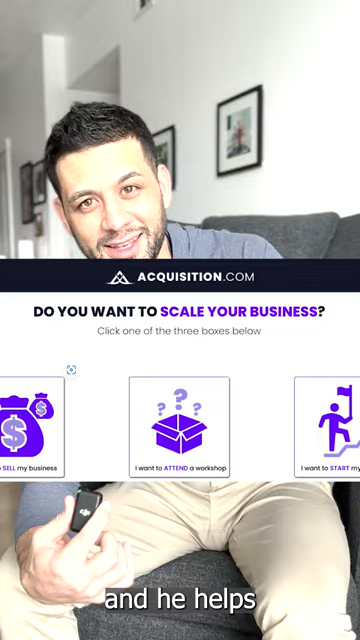 ACQUISITION.COM
DO YOU WANT TO SCALE YOUR BUSINESS?
Click one of the three boxes below
SELL my business
I want to ATTEND a workshop
I want to START my
dji
and he helps